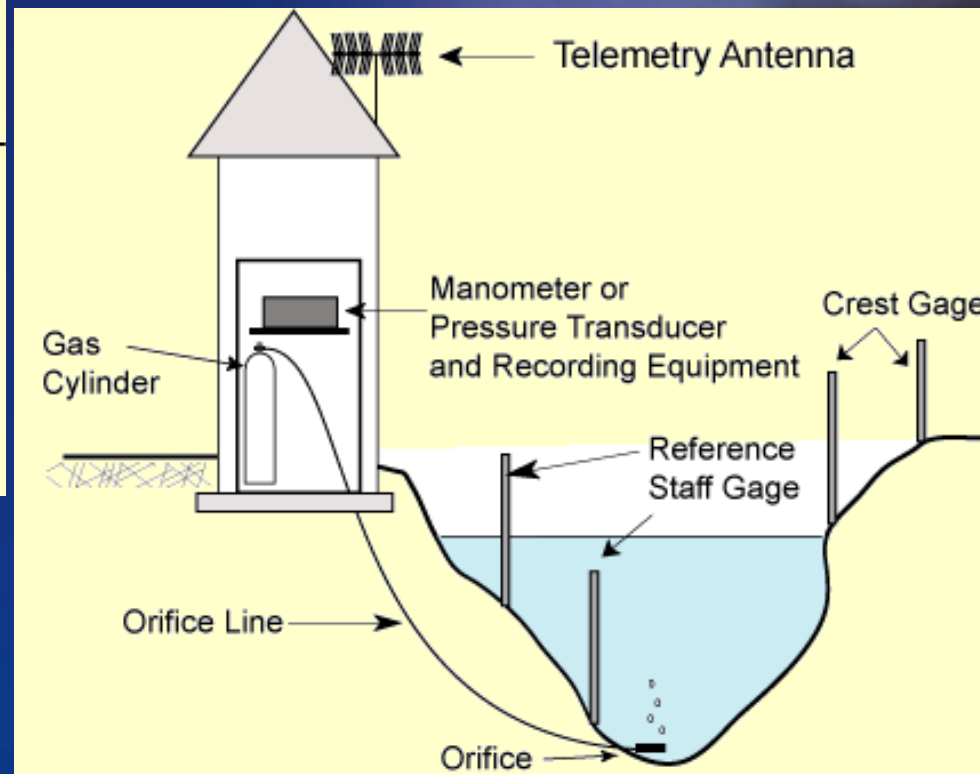 Telemetry Antenna
Manometer or
Pressure Transducer
and Recording Equipment
Crest Gage
Gas
Cylinder
Reference
Staff Gage
Orifice Line
Orifice